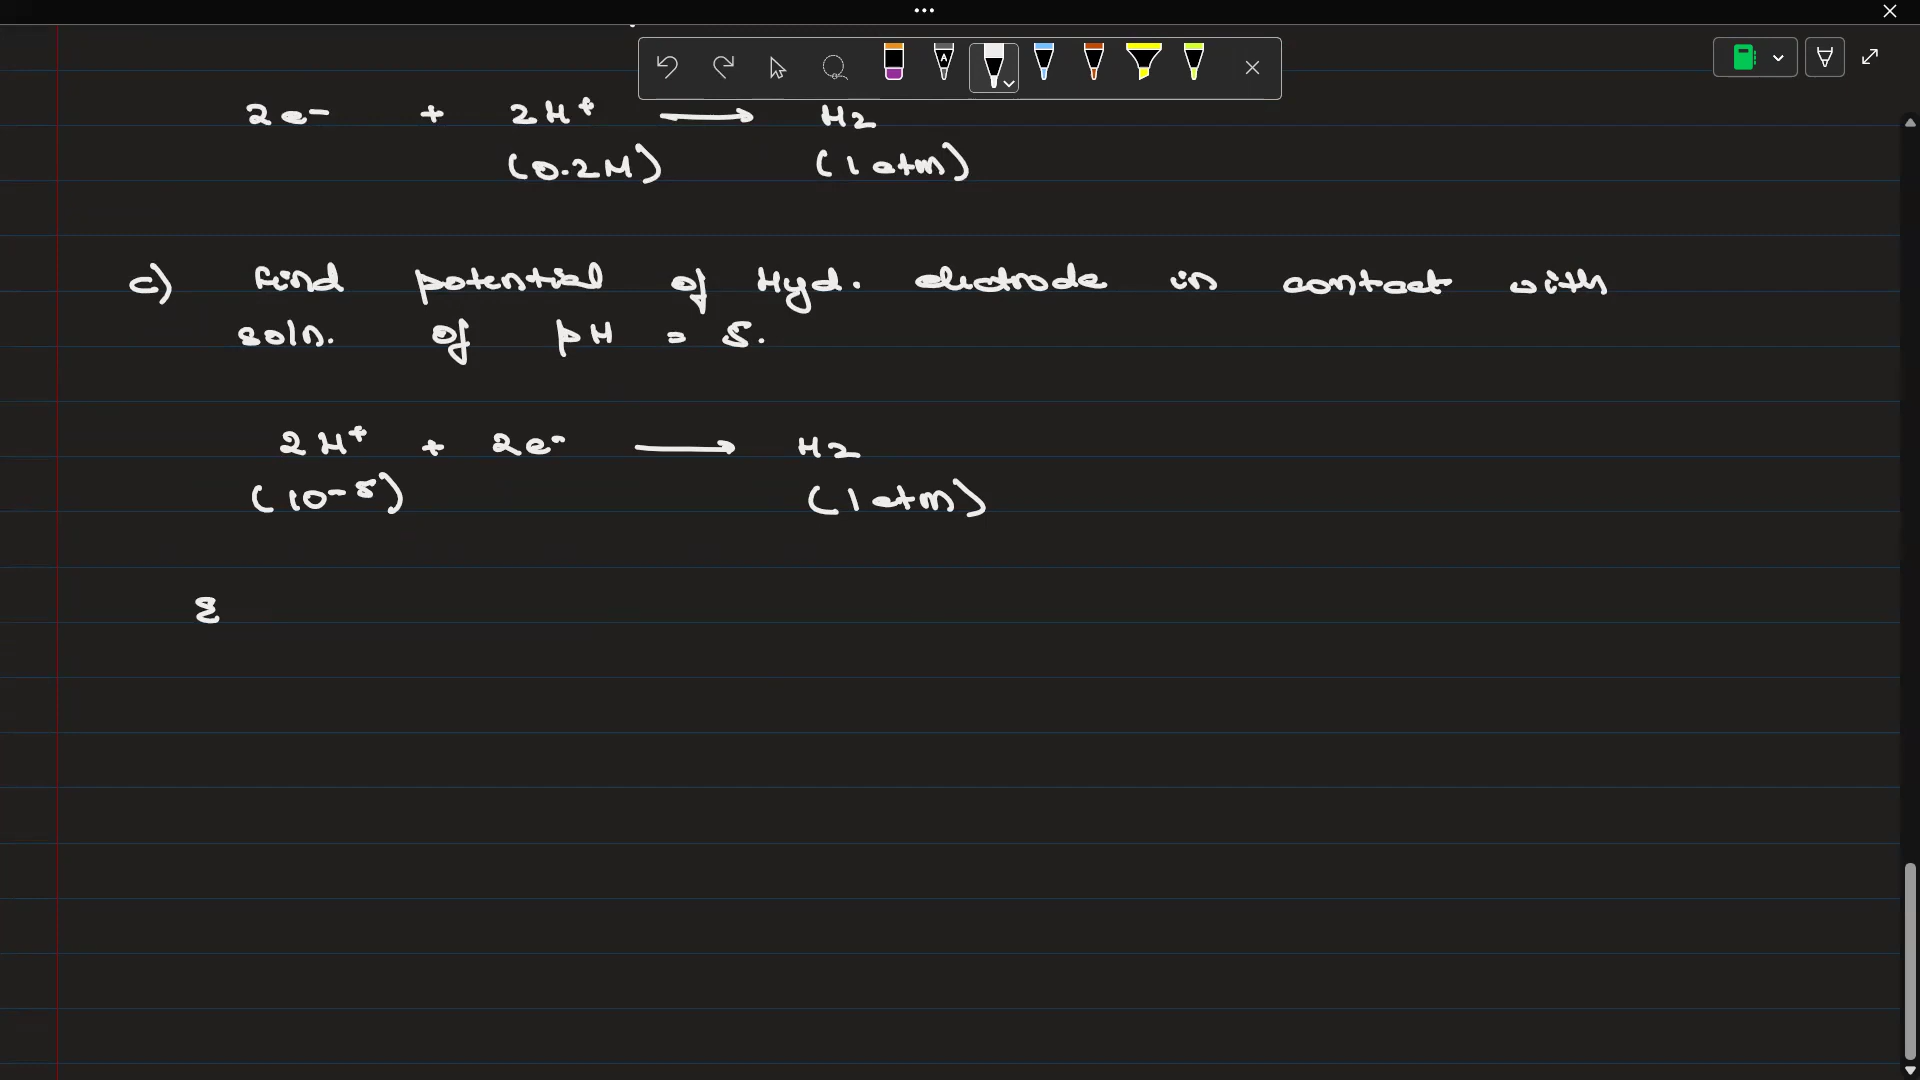 2e⁻ + 2H⁺ ⟶ H₂
(0.2M) (1 atm)
c) Find potential of Hyd. electrode in contact with
soln. of pH = 5.
2H⁺ + 2e⁻ ⟶ H₂
(10⁻⁵) (1 atm)
Ɛ